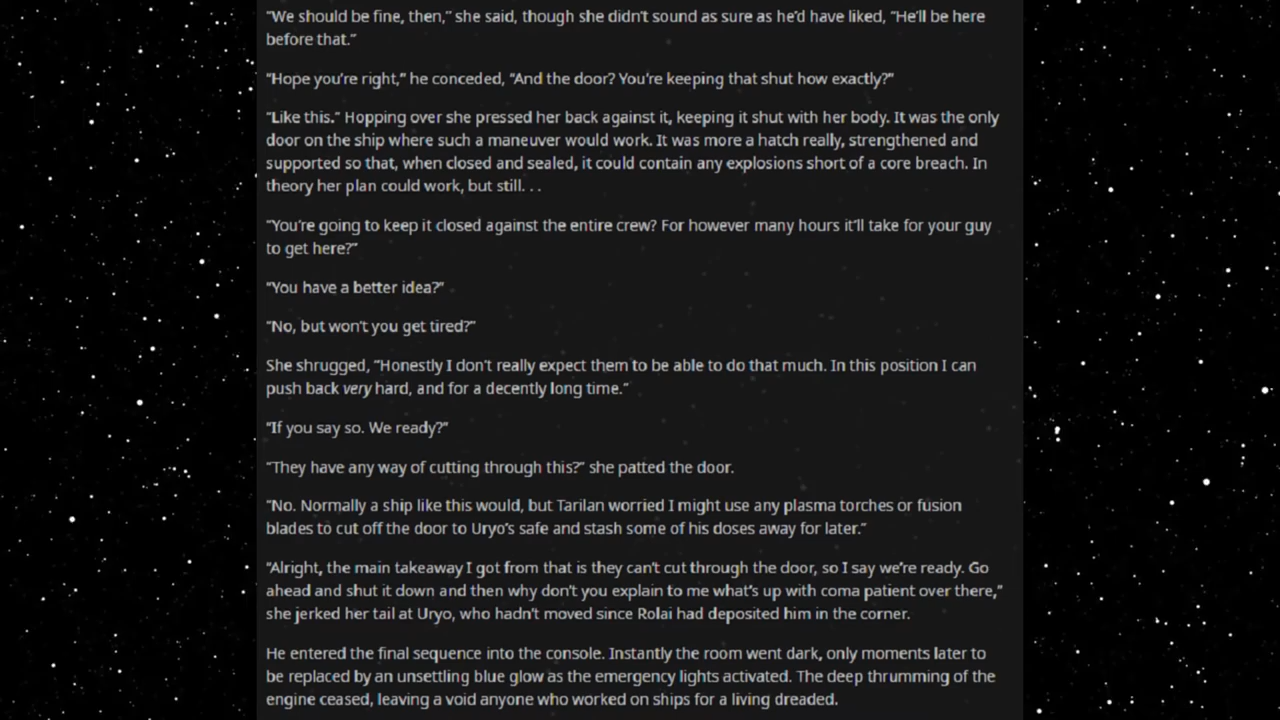 “We should be fine, then,” she said, though she didn’t sound as sure as he’d have liked, “He’ll be here
before that.”
“Hope you’re right,” he conceded, “And the door? You’re keeping that shut how exactly?”
“Like this.” Hopping over she pressed her back against it, keeping it shut with her body. It was the only
door on the ship where such a maneuver would work. It was more a hatch really, strengthened and
supported so that, when closed and sealed, it could contain any explosions short of a core breach. In
theory her plan could work, but still. . .
“You’re going to keep it closed against the entire crew? For however many hours it’ll take for your guy
to get here?”
“You have a better idea?”
“No, but won’t you get tired?”
She shrugged, “Honestly I don’t really expect them to be able to do that much. In this position I can
push back very hard, and for a decently long time.”
“If you say so. We ready?”
“They have any way of cutting through this?” she patted the door.
“No. Normally a ship like this would, but Tarilan worried I might use any plasma torches or fusion
blades to cut off the door to Uryo’s safe and stash some of his doses away for later.”
“Alright, the main takeaway I got from that is they can’t cut through the door, so I say we’re ready. Go
ahead and shut it down and then why don’t you explain to me what’s up with coma patient over there,”
she jerked her tail at Uryo, who hadn’t moved since Rolai had deposited him in the corner.
He entered the final sequence into the console. Instantly the room went dark, only moments later to
be replaced by an unsettling blue glow as the emergency lights activated. The deep thrumming of the
engine ceased, leaving a void anyone who worked on ships for a living dreaded.